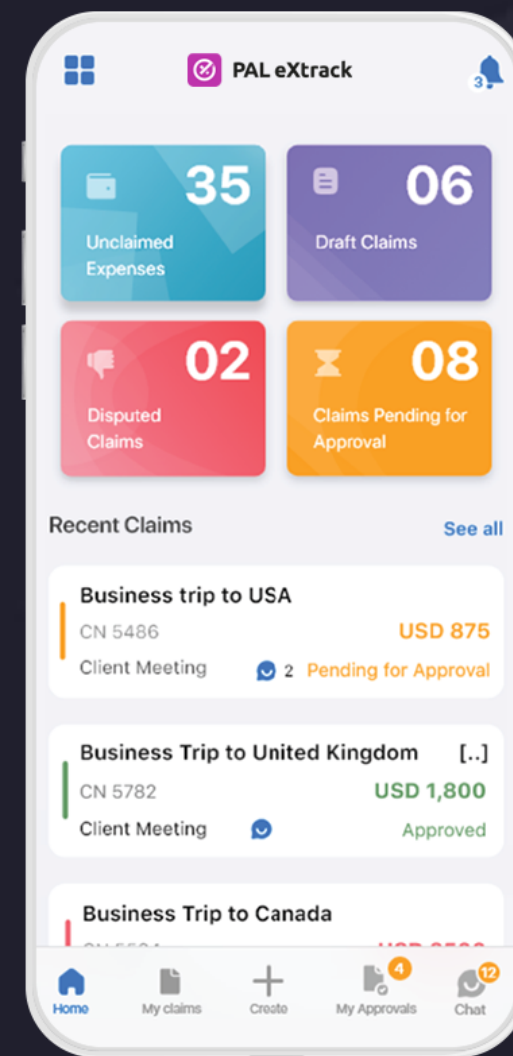 PAL eXtrack
3
35
Unclaimed
Expenses
06
Draft Claims
02
Disputed
Claims
08
Claims Pending for
Approval
Recent Claims
See all
Business trip to USA
CN 5486
USD 875
Client Meeting
2 Pending for Approval
Business Trip to United Kingdom [..]
CN 5782
USD 1,800
Client Meeting
Approved
Business Trip to Canada
Home
My claims
Create
4
My Approvals
12
Chat